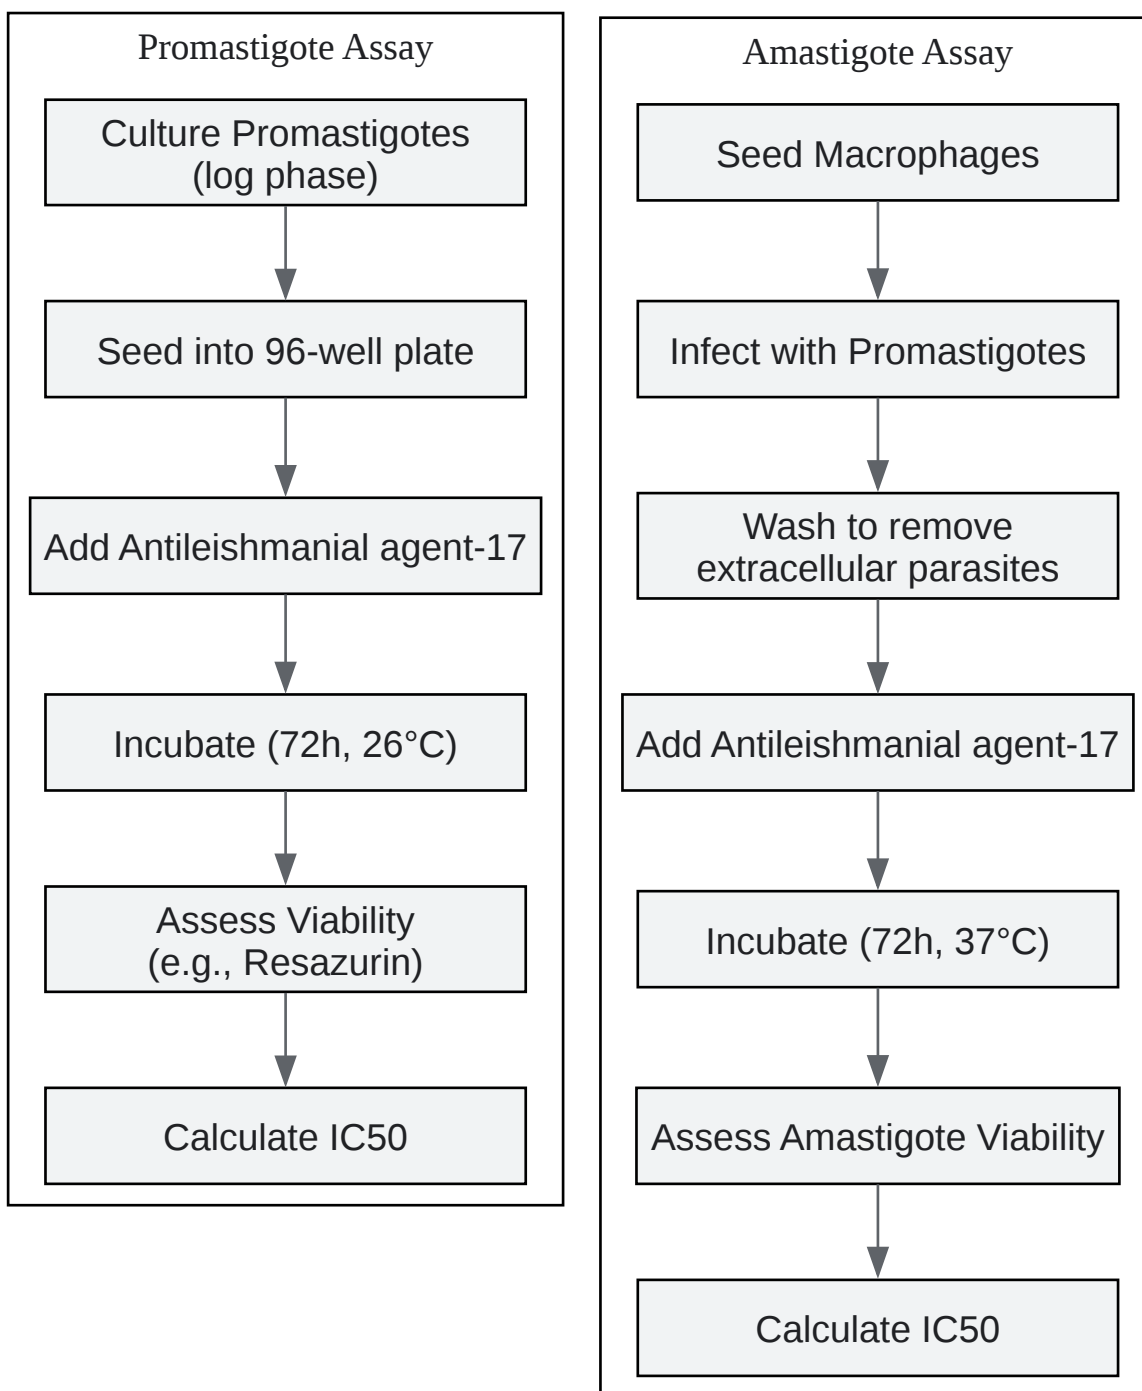 Promastigote Assay
Culture Promastigotes
(log phase)
Seed into 96-well plate
Add Antileishmanial agent-17
Incubate (72h, 26°C)
Assess Viability
(e.g., Resazurin)
Calculate IC50
Amastigote Assay
Seed Macrophages
Infect with Promastigotes
Wash to remove
extracellular parasites
Add Antileishmanial agent-17
Incubate (72h, 37°C)
Assess Amastigote Viability
Calculate IC50